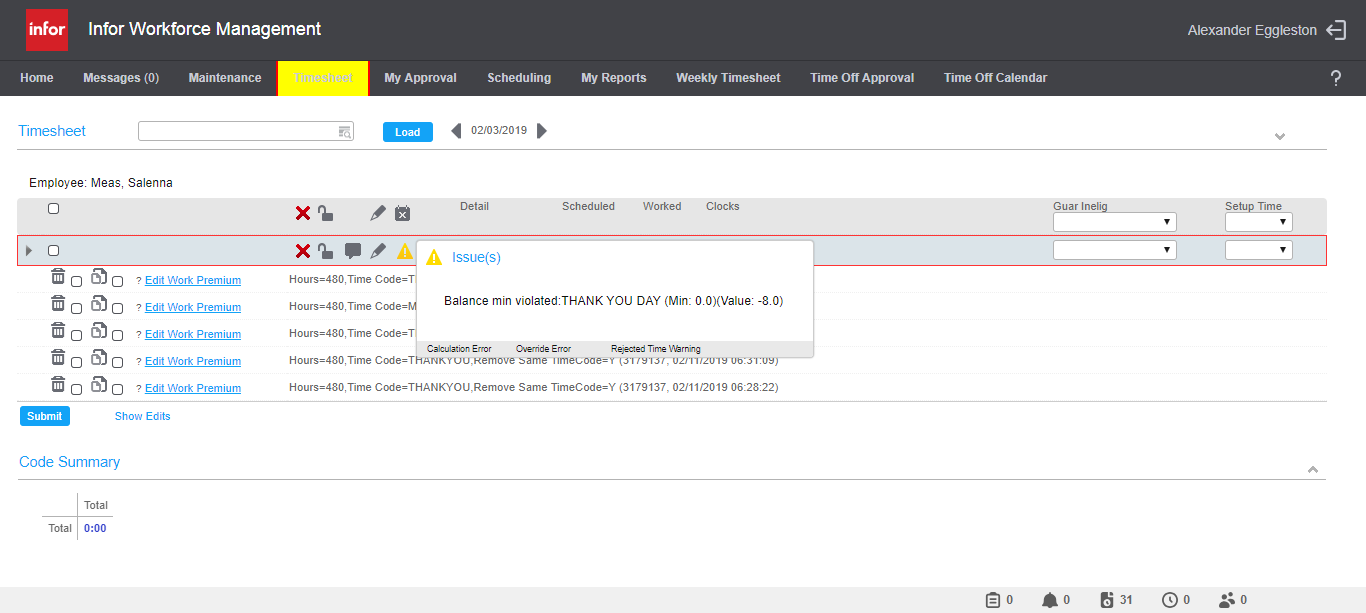 infor
Infor Workforce Management
Alexander Eggleston
Home Messages (0) Maintenance Timesheet My Approval Scheduling My Reports Weekly Timesheet Time Off Approval Time Off Calendar ?
Timesheet Load 02/03/2019
Employee: Meas, Salenna
Detail Scheduled Worked Clocks Guar Inelig Setup Time
Issue(s)
Balance min violated:THANK YOU DAY (Min: 0.0)(Value: -8.0)
Calculation Error Override Error Rejected Time Warning
? Edit Work Premium Hours=480,Time Code=T
? Edit Work Premium Hours=480,Time Code=M
? Edit Work Premium Hours=480,Time Code=T
? Edit Work Premium Hours=480,Time Code=THANKYOU,Remove Same TimeCode=Y (3179137, 02/11/2019 06:31:09)
? Edit Work Premium Hours=480,Time Code=THANKYOU,Remove Same TimeCode=Y (3179137, 02/11/2019 06:28:22)
Submit Show Edits
Code Summary
Total
Total 0:00
0 0 31 0 0